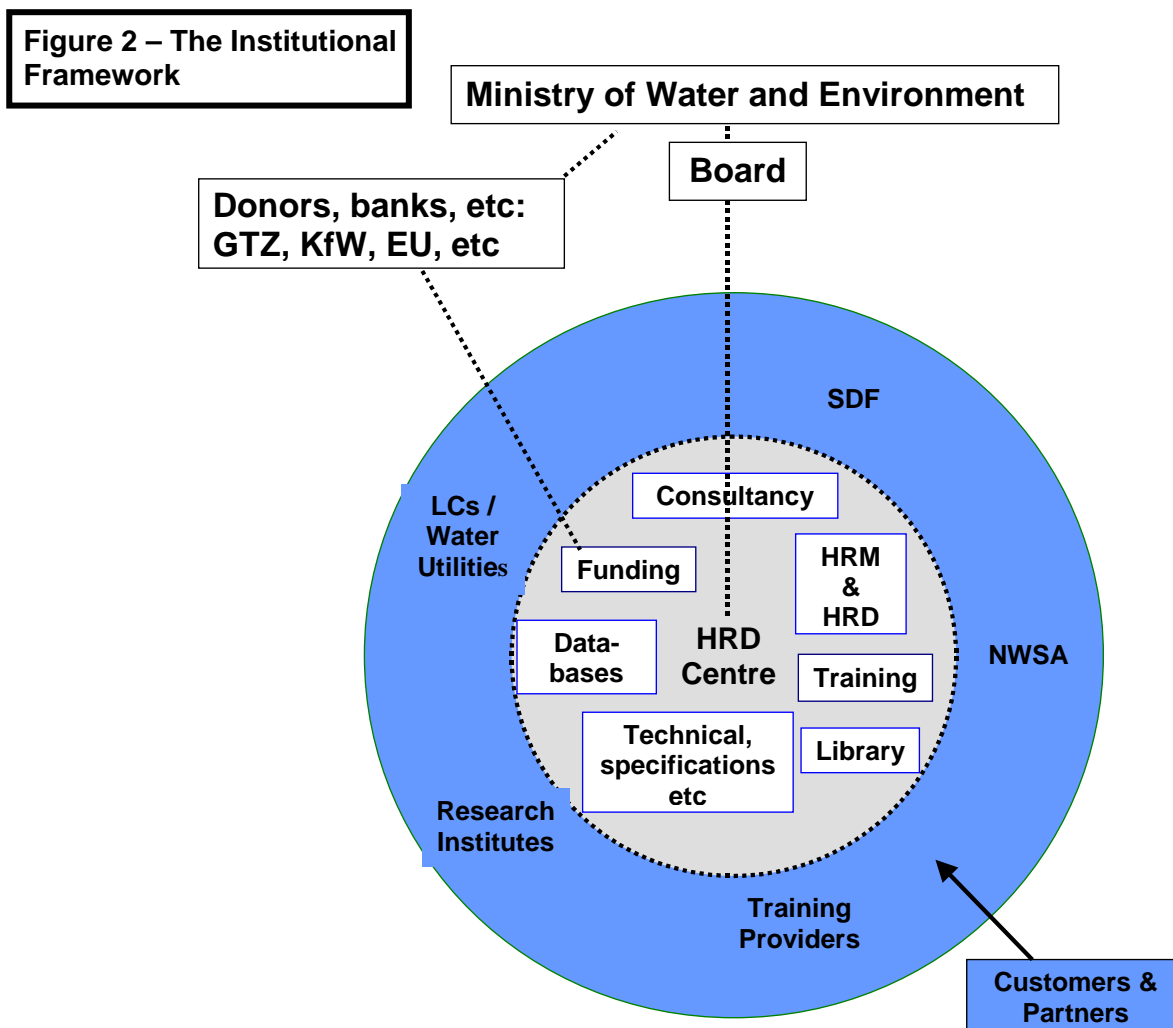 Figure 2 – The Institutional
Framework
Ministry of Water and Environment
Board
Donors, banks, etc:
GTZ, KfW, EU, etc
SDF
Consultancy
LCs /
Water
Utilities
Funding
HRM
&
HRD
Data-
bases
HRD
Centre
NWSA
Training
Technical,
specifications
etc
Library
Research
Institutes
Training
Providers
Customers &
Partners